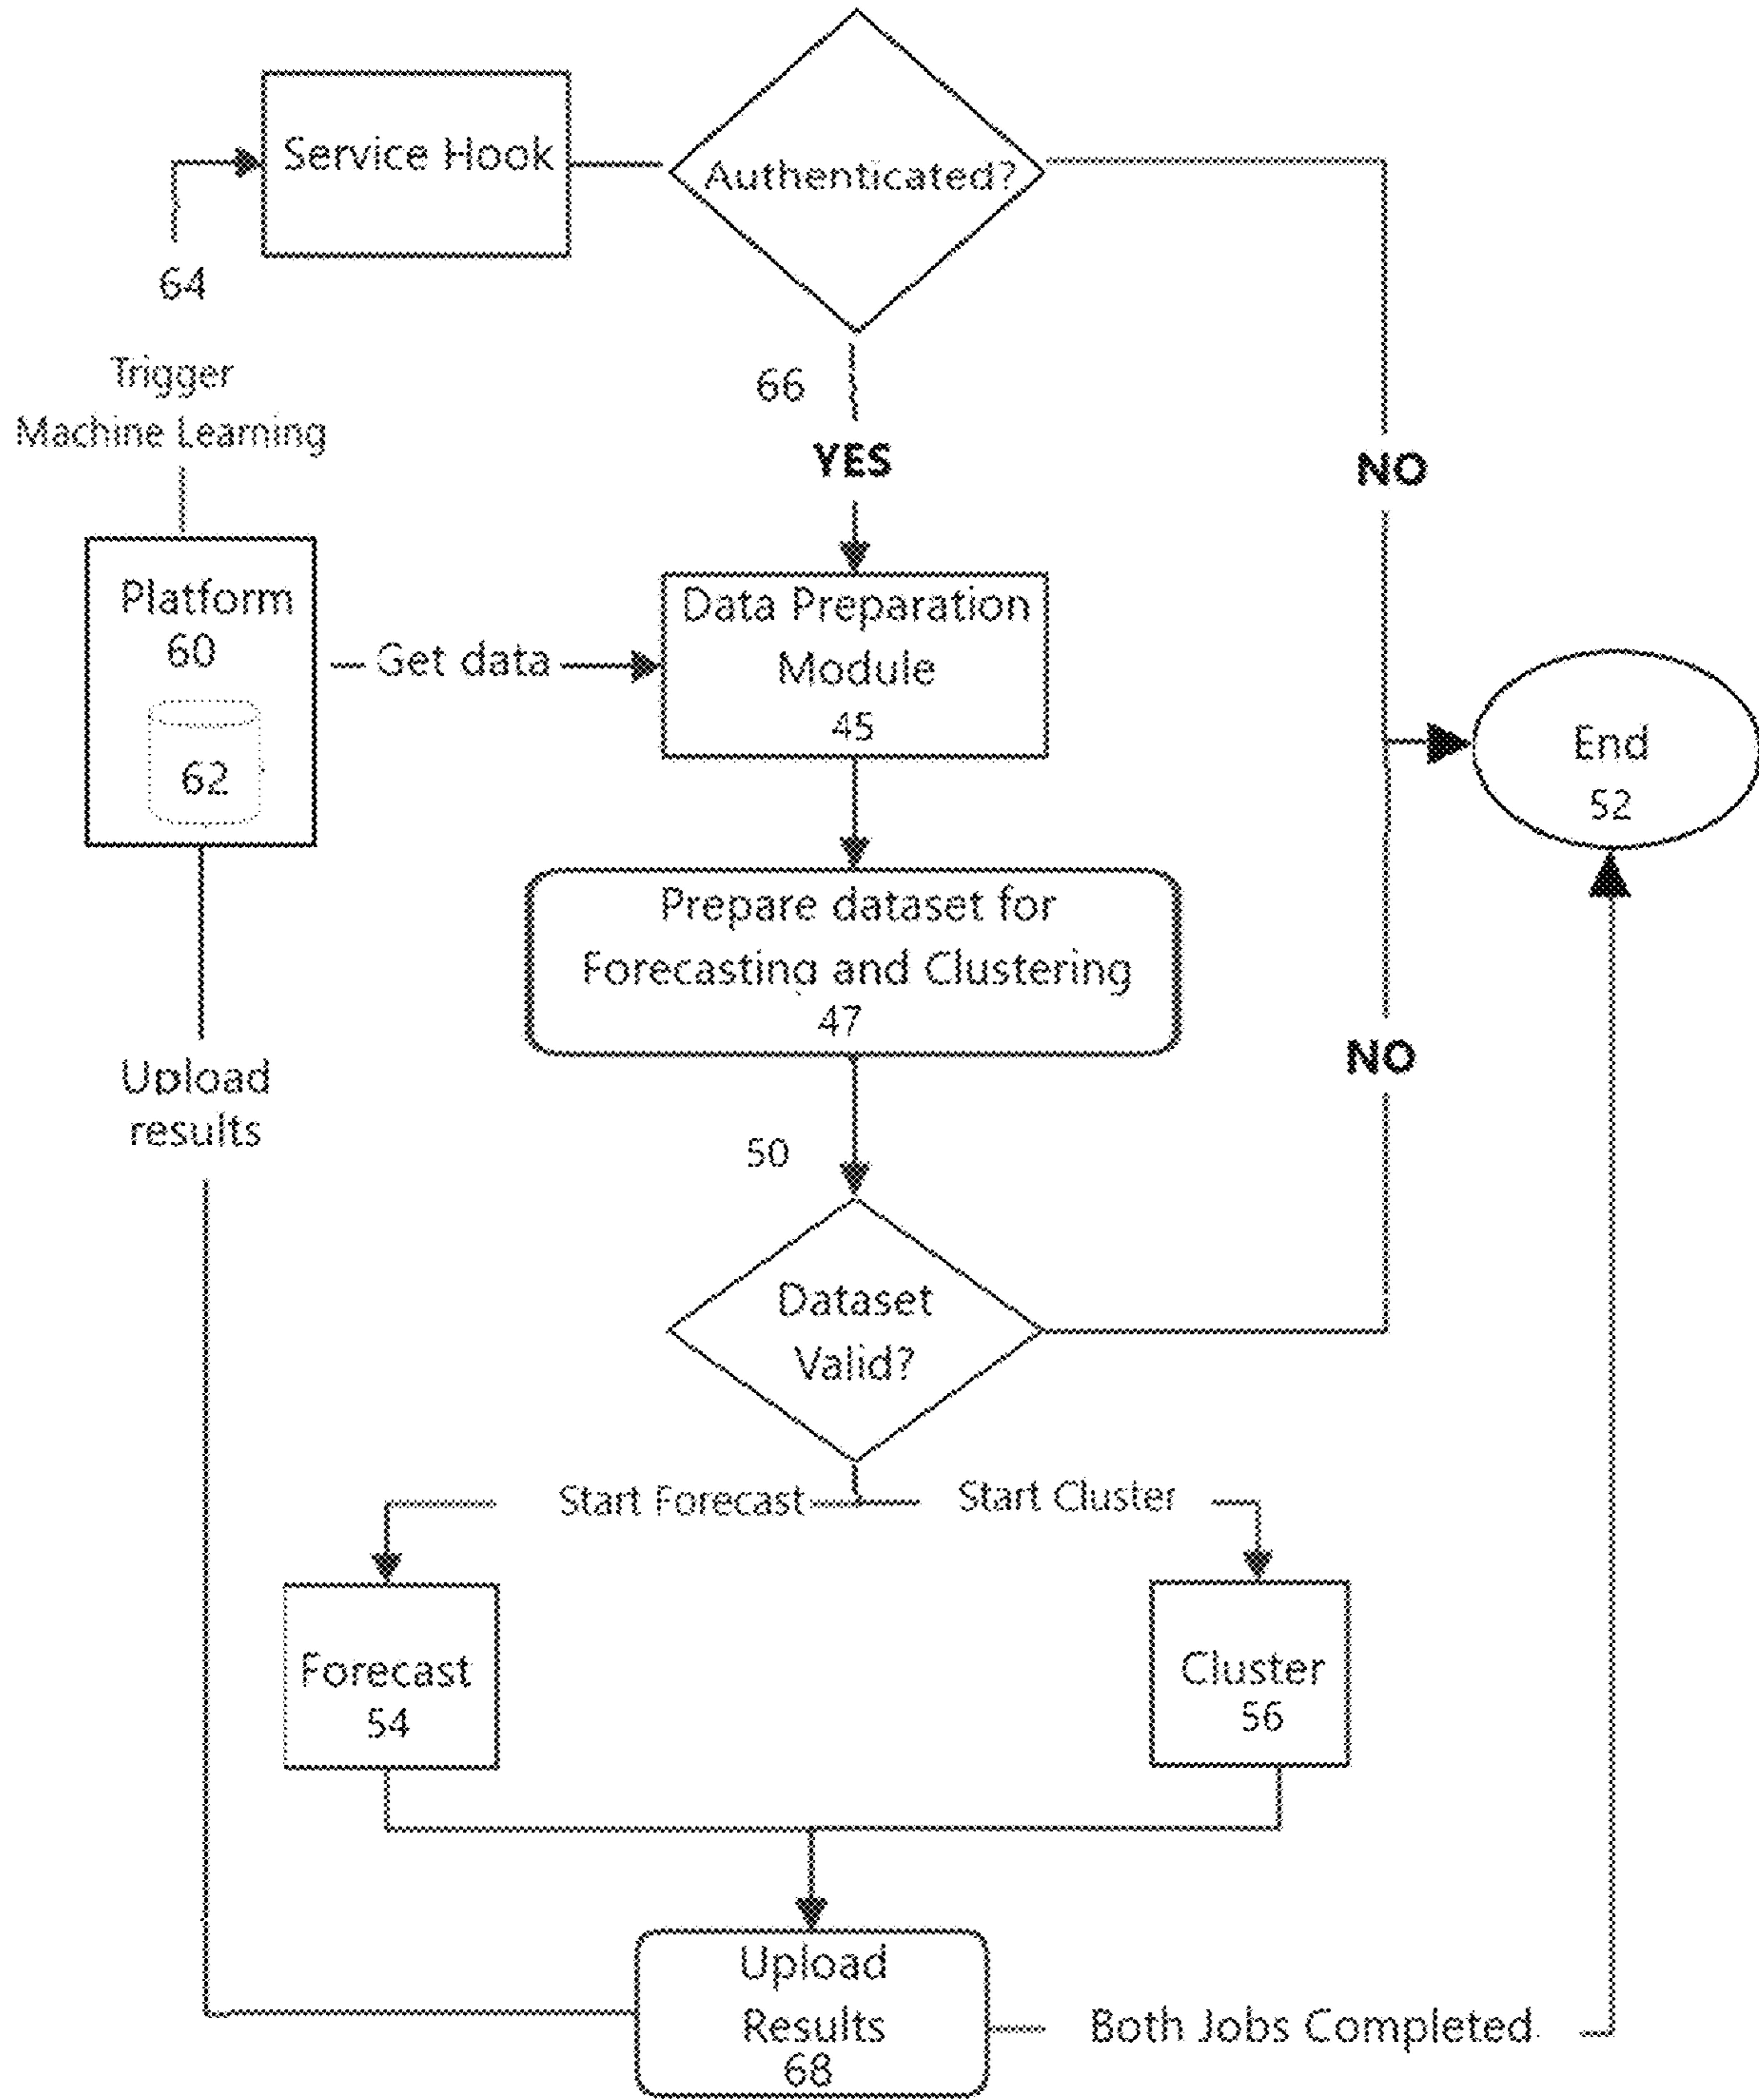 Service Hook
Authenticated?
64
Trigger
Machine Learning
66
YES
NO
Platform
60
62
Get data
Data Preparation
Module
45
End
52
Prepare dataset for
Forecasting and Clustering
47
NO
Upload
results
50
Dataset
Valid?
Start Forecast
Start Cluster
Forecast
54
Cluster
56
Upload
Results
68
Both Jobs Completed